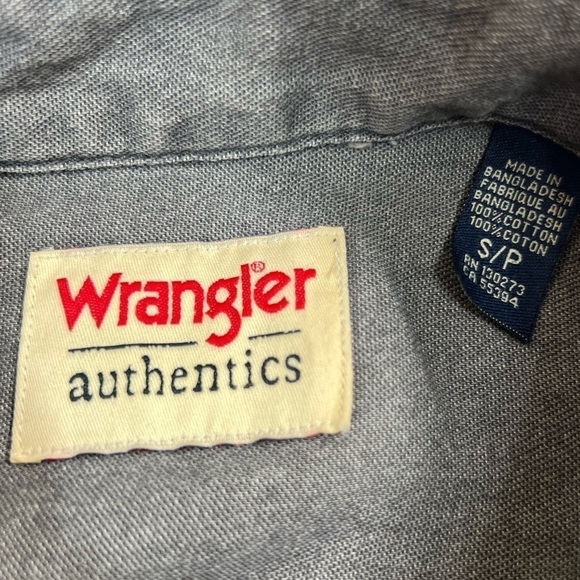 Wrangler®
authentics
MADE IN
BANGLADESH
FABRIQUE AU
BANGLADESH
100% COTTON
100% COTON
S/P
RN 130273
CA 55394